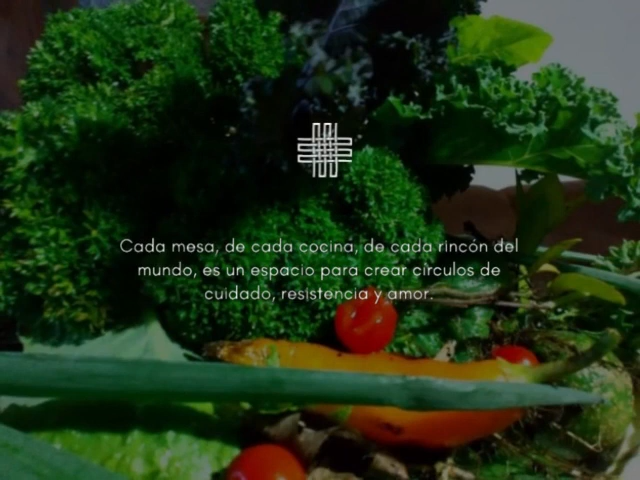 Cada mesa, de cada cocina, de cada rincón del
mundo, es un espacio para crear círculos de
cuidado, resistencia y amor.